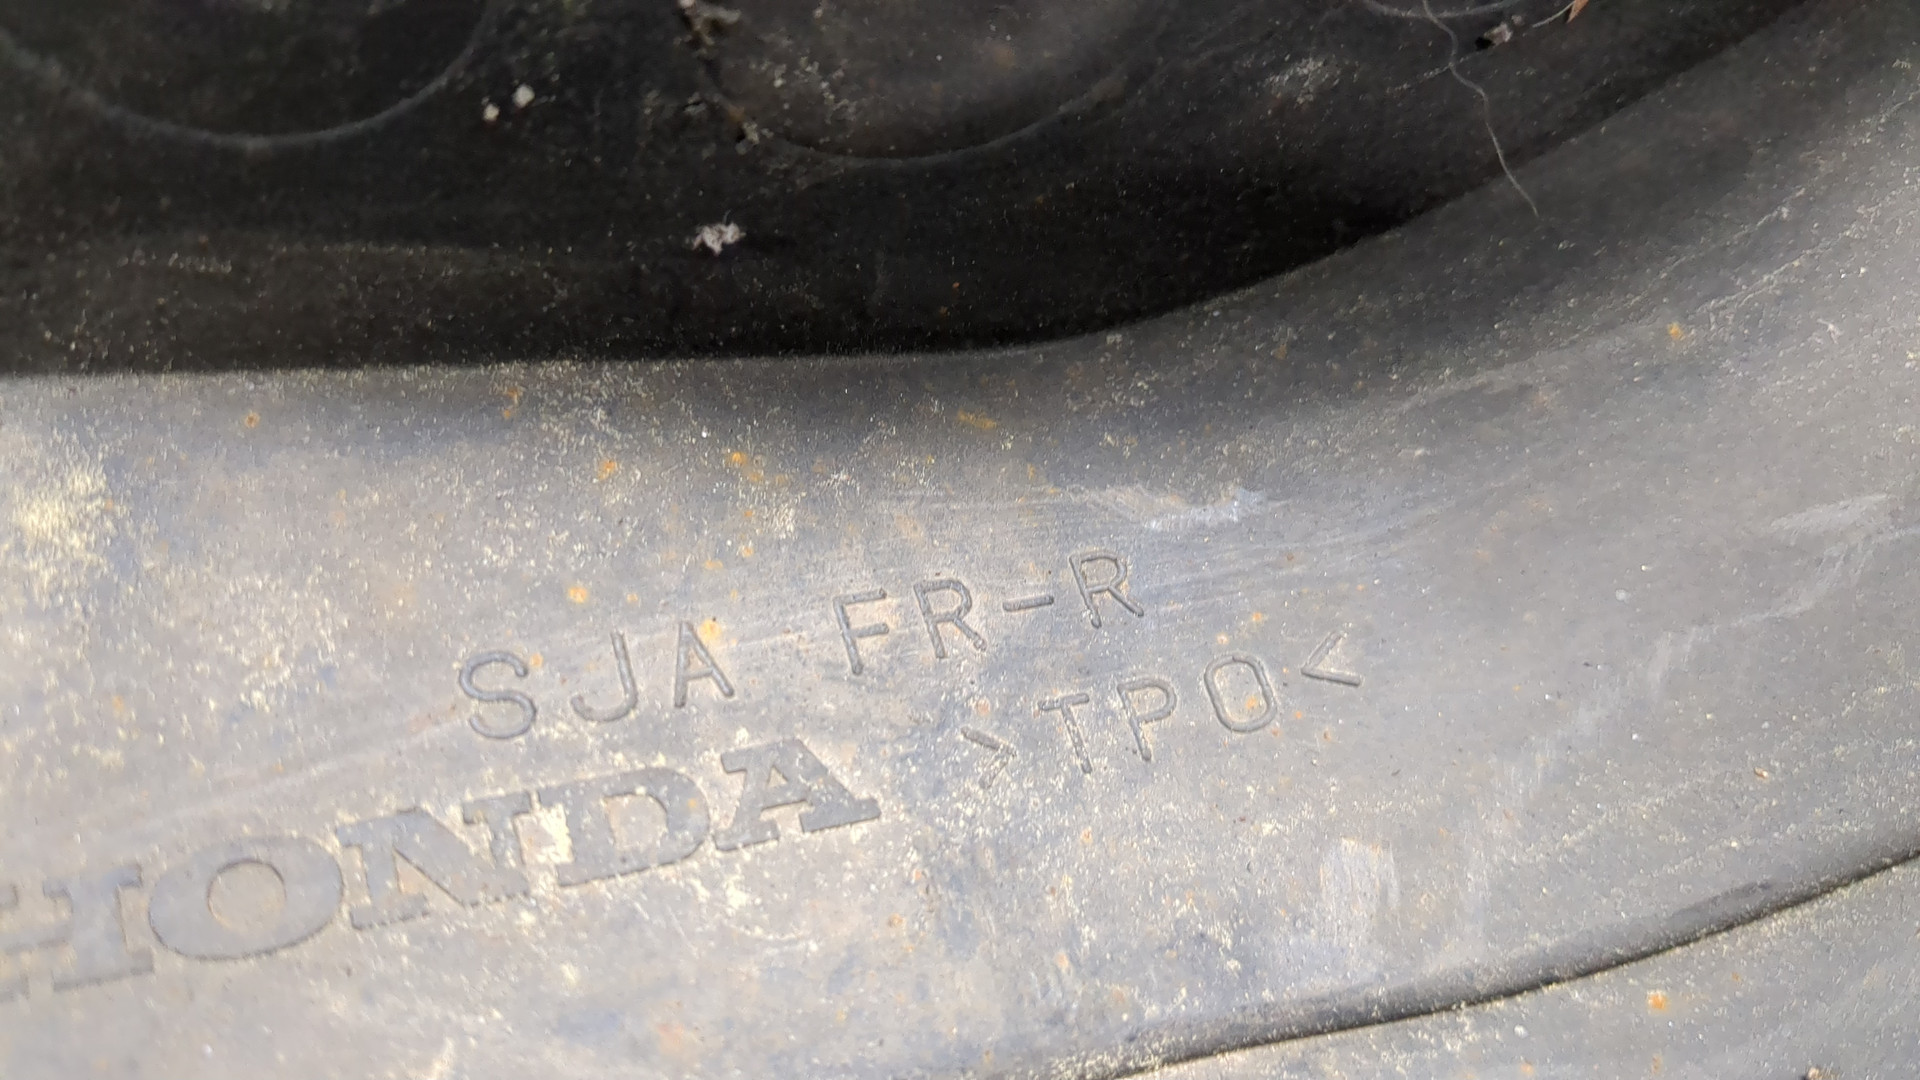 SJA FR-R
HONDA >TPO<